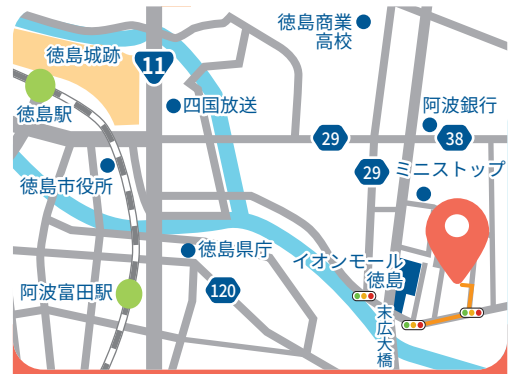 徳島商業
高校
徳島城跡
11
四国放送
阿波銀行
徳島駅
29
38
29
ミニストップ
徳島市役所
徳島県庁
イオンモール
徳島
阿波富田駅
120
末広大橋